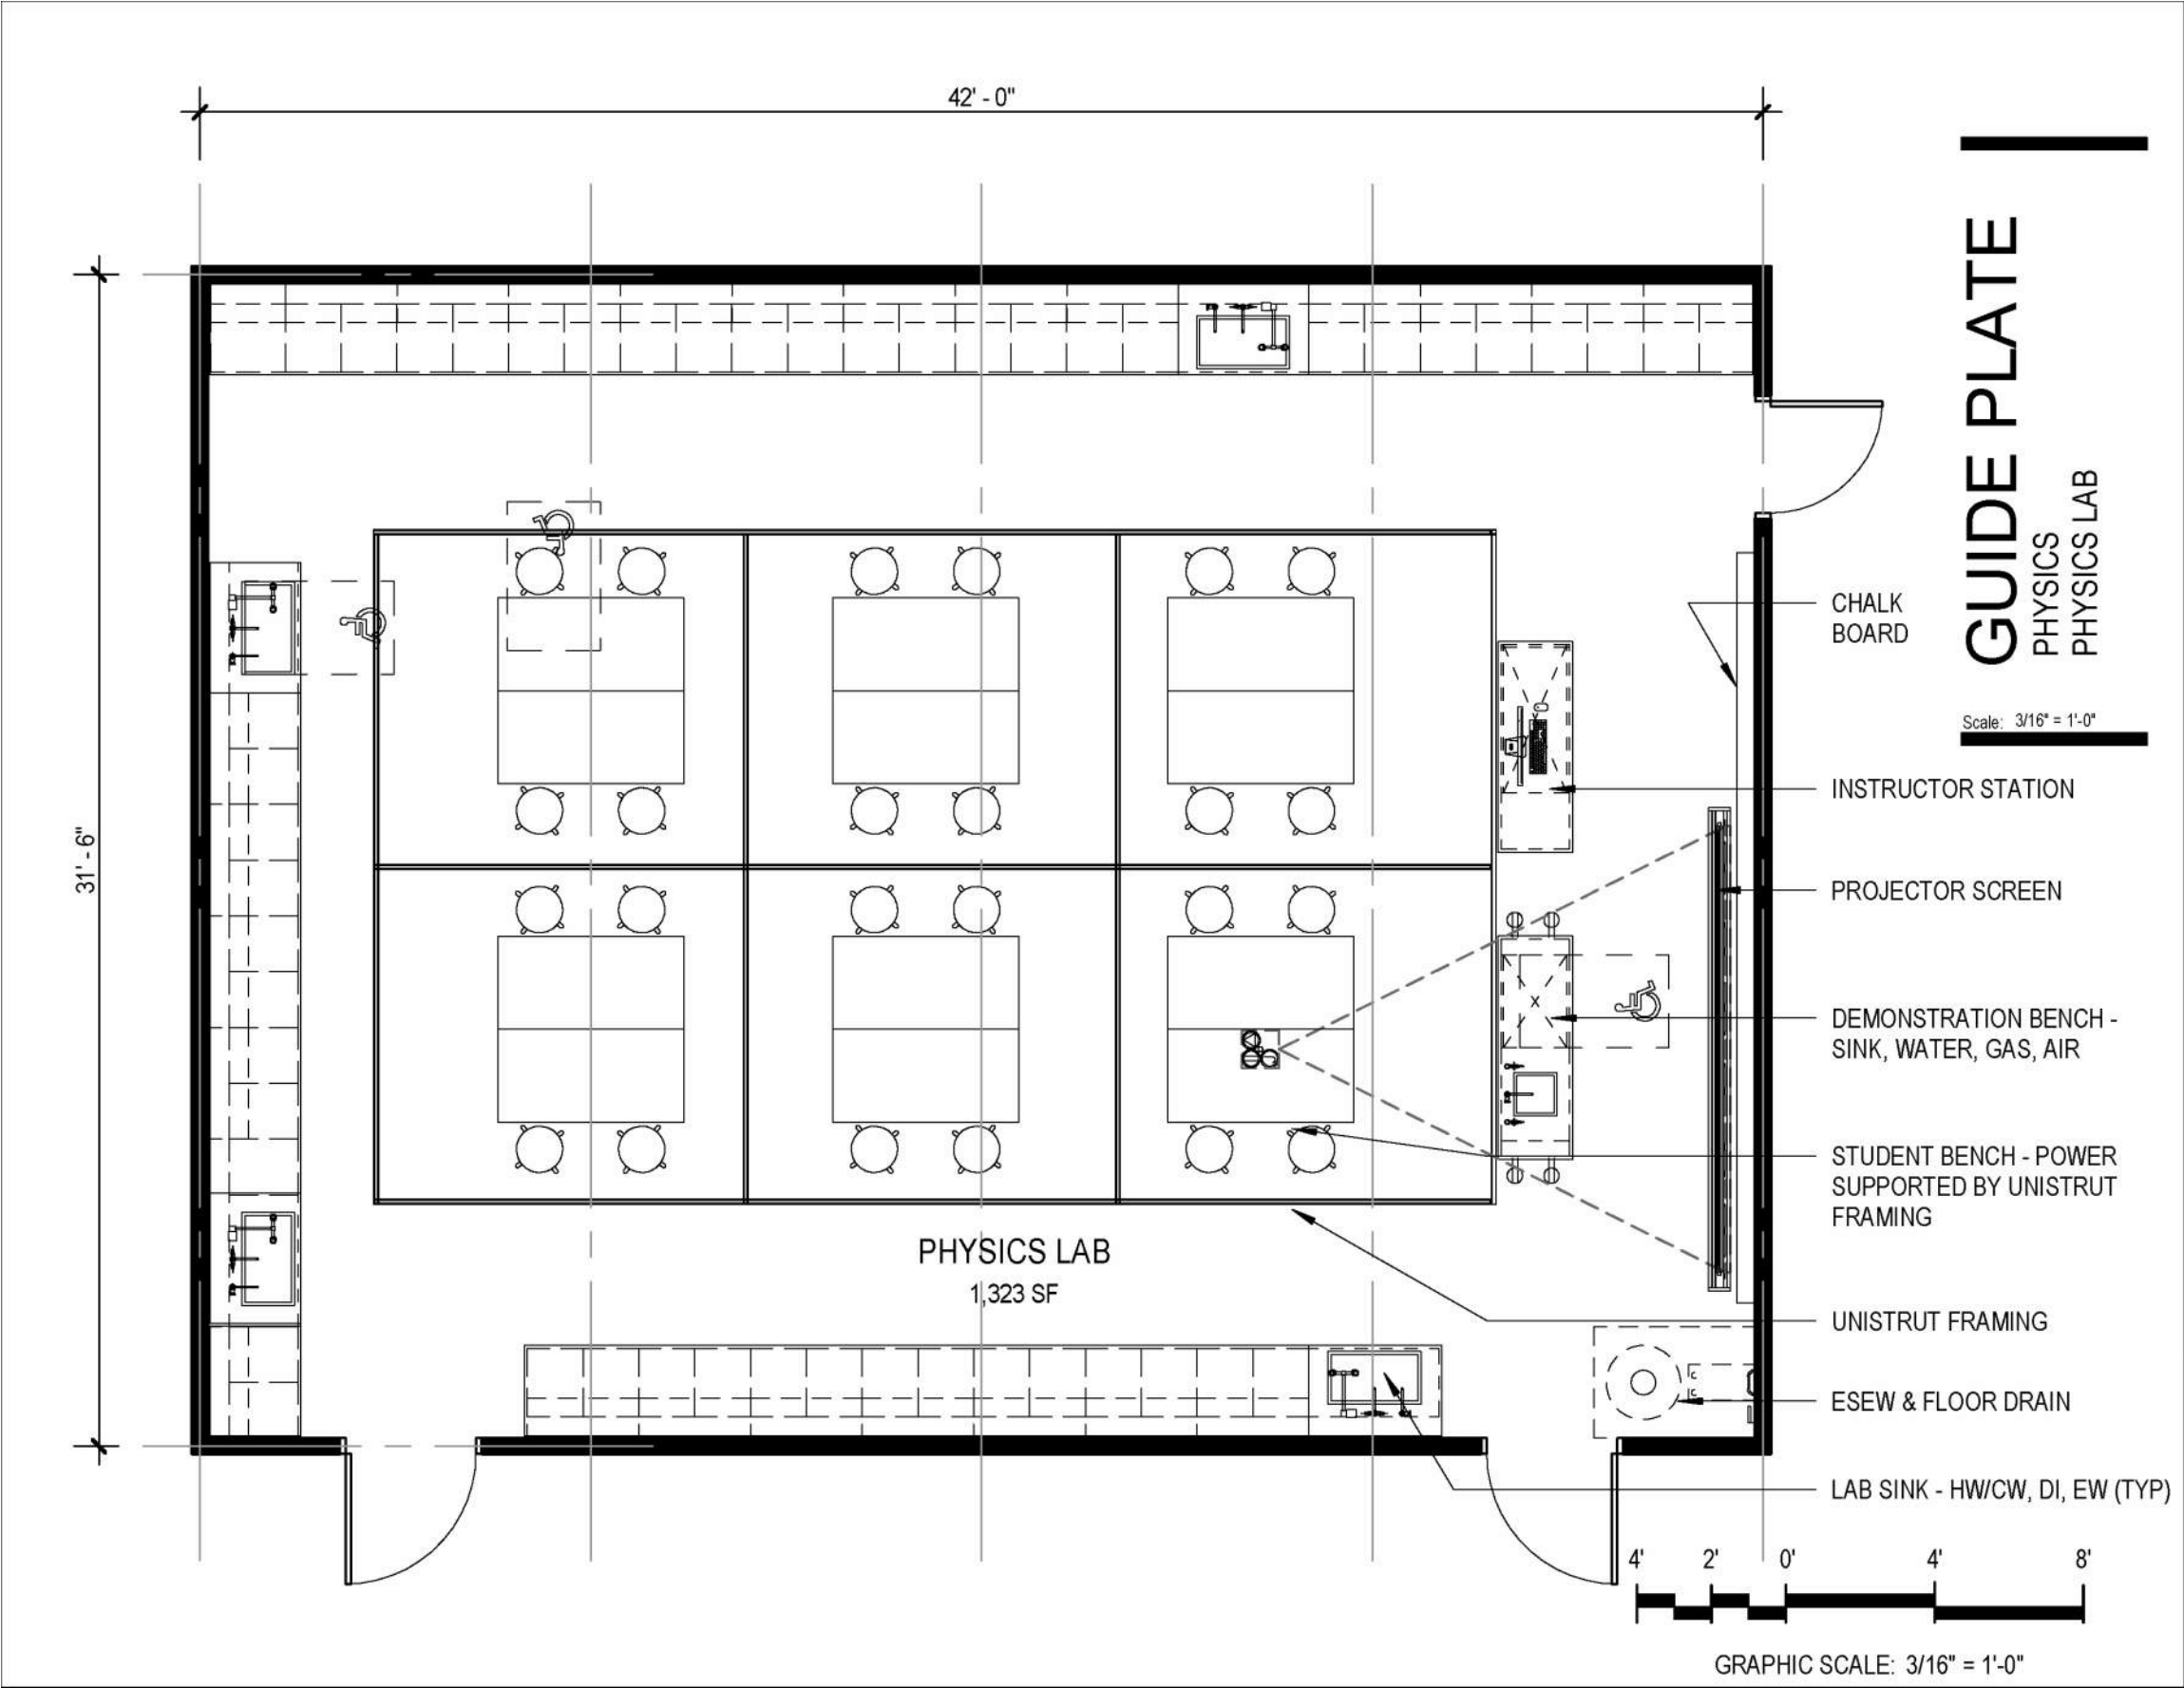 42' - 0"
31' - 6"
GUIDE PLATE
PHYSICS
PHYSICS LAB
Scale: 3/16" = 1'-0"
CHALK
BOARD
INSTRUCTOR STATION
PROJECTOR SCREEN
DEMONSTRATION BENCH -
SINK, WATER, GAS, AIR
STUDENT BENCH - POWER
SUPPORTED BY UNISTRUT
FRAMING
PHYSICS LAB
1,323 SF
UNISTRUT FRAMING
ESEW & FLOOR DRAIN
LAB SINK - HW/CW, DI, EW (TYP)
4' 2' 0' 4' 8'
GRAPHIC SCALE: 3/16" = 1'-0"